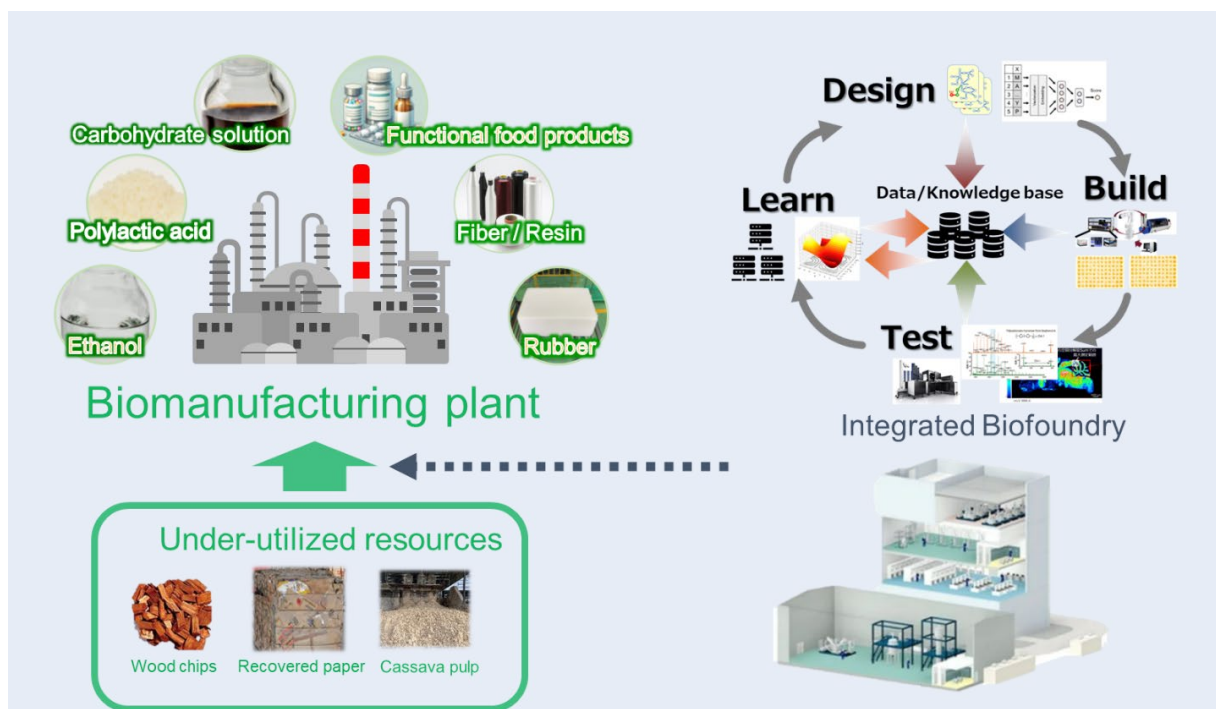 Carbohydrate solution
Functional food products
Polylactic acid
Fiber / Resin
Ethanol
Rubber
Biomanufacturing plant
Under-utilized resources
Wood chips
Recovered paper
Cassava pulp
Design
Learn
Data/Knowledge base
Build
Test
Integrated Biofoundry